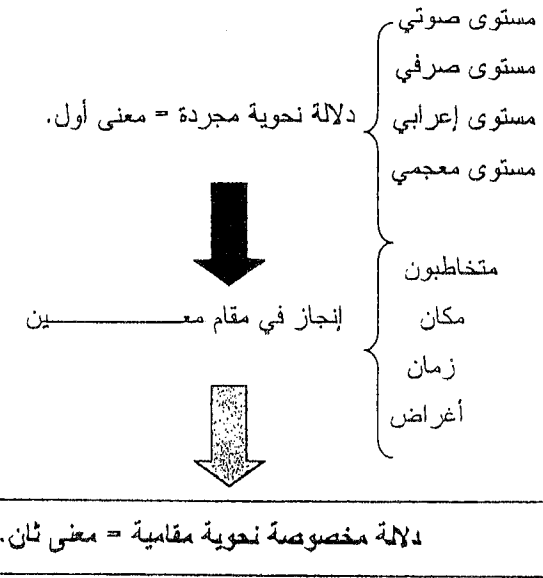 مستوى صوتي
مستوى صرفي
مستوى إعرابي
مستوى معجمي
دلالة نحوية مجردة = معنى أول.
متخاطبون
مكان
زمان
أغراض
إنجاز في مقام معـــــــــــــين
دلالة مخصوصة نحوية مقامية = معنى ثان.